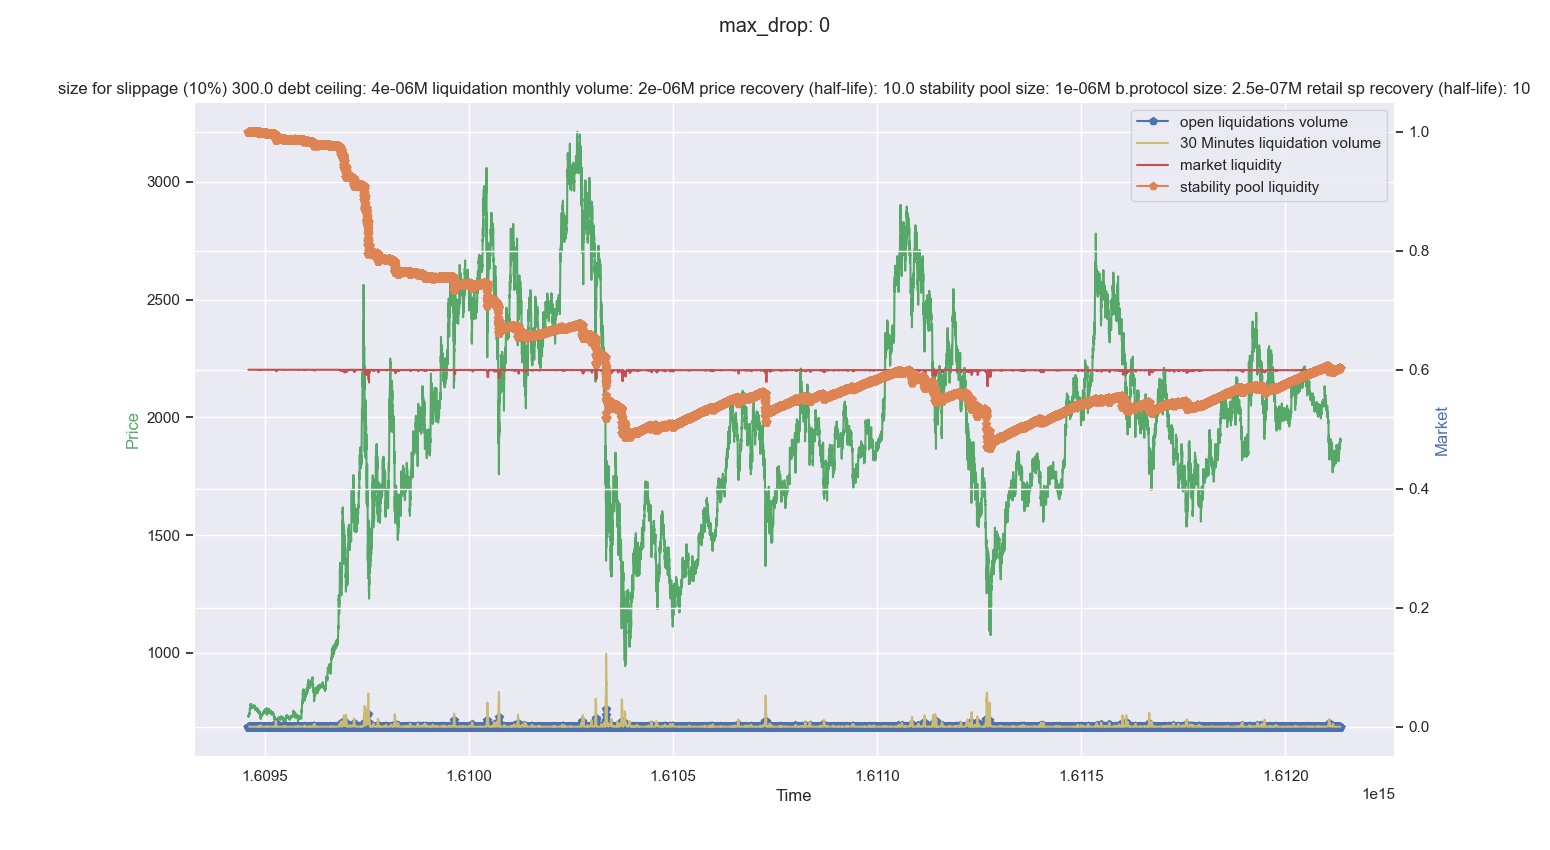 max_drop: 0
size for slippage (10%) 300.0 debt ceiling: 4e-06M liquidation monthly volume: 2e-06M price recovery (half-life): 10.0 stability pool size: 1e-06M b.protocol size: 2.5e-07M retail sp recovery (half-life): 10
open liquidations volume
30 Minutes liquidation volume
market liquidity
stability pool liquidity
3000
2500
2000
1500
1000
Price
1.0
0.8
0.6
0.4
0.2
0.0
Market
1.6095 1.6100 1.6105 1.6110 1.6115 1.6120
Time
1e15